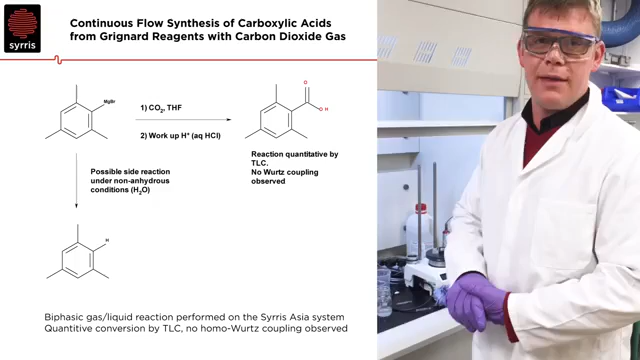 syrris
Continuous Flow Synthesis of Carboxylic Acids
from Grignard Reagents with Carbon Dioxide Gas
MgBr
1) CO₂, THF
2) Work up H⁺ (aq HCl)
O
O H
Reaction quantitative by
TLC.
No Wurtz coupling
observed
Possible side reaction
under non-anhydrous
conditions (H₂O)
H
Biphasic gas/liquid reaction performed on the Syrris Asia system
Quantitive conversion by TLC, no homo-Wurtz coupling observed